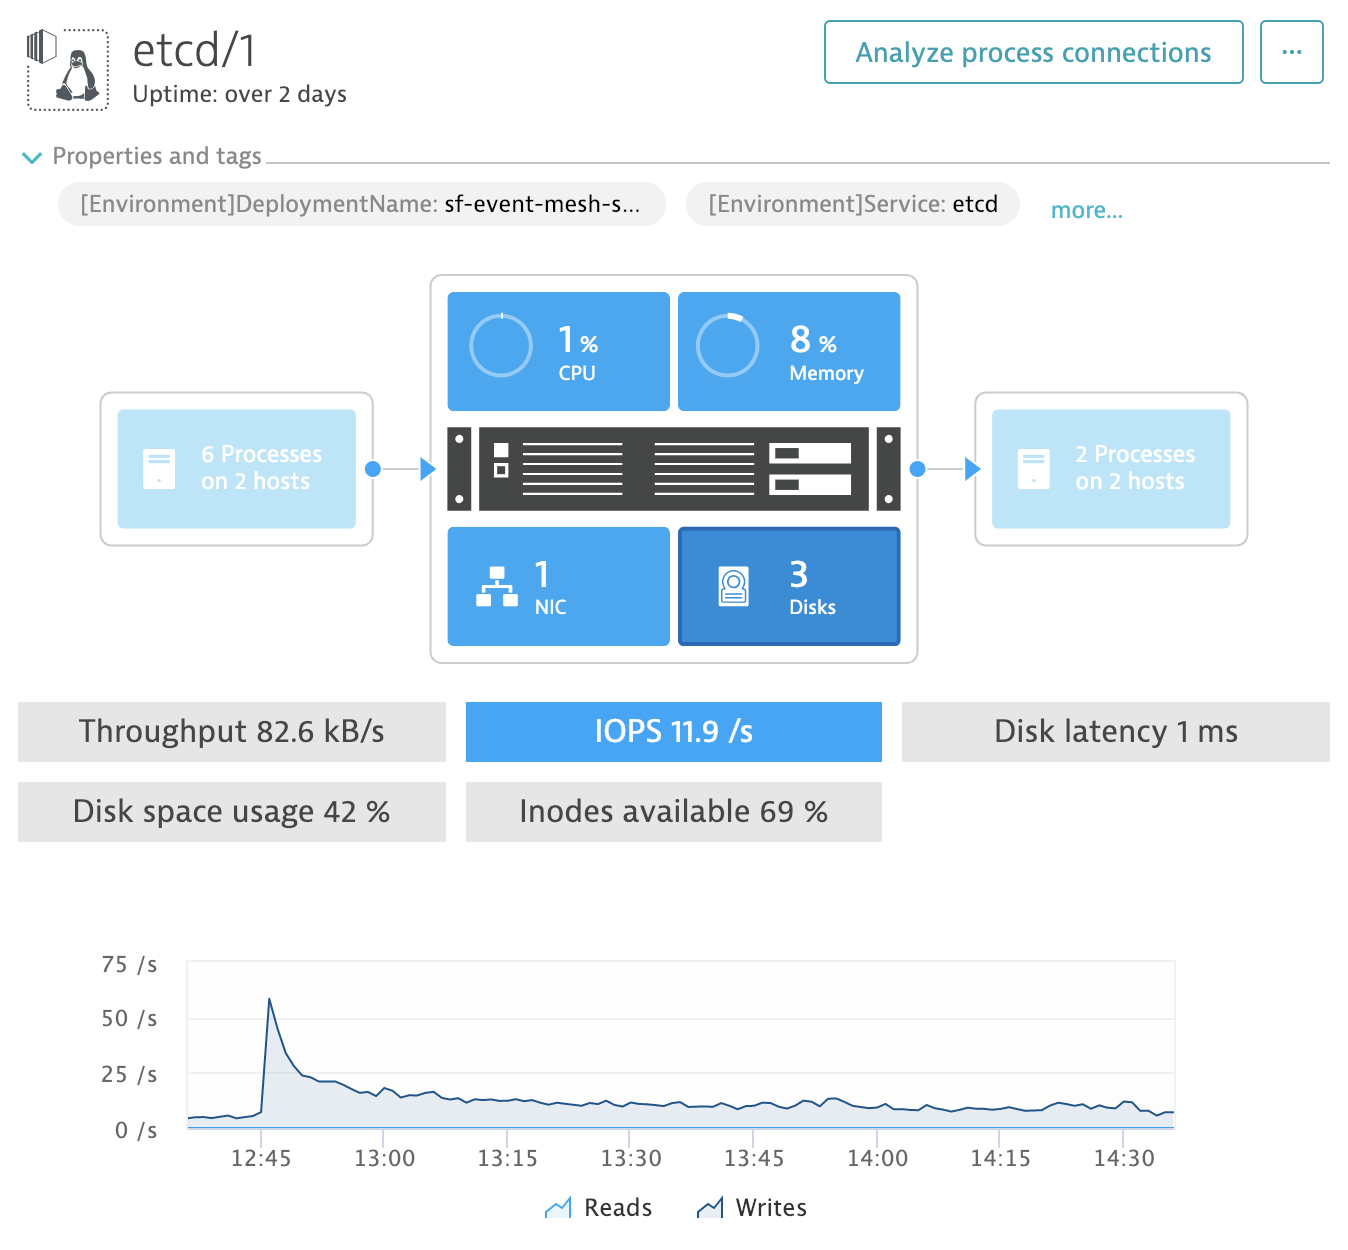 etcd/1
Uptime: over 2 days
Analyze process connections
...
Properties and tags
[Environment]DeploymentName: sf-event-mesh-s...
[Environment]Service: etcd
more...
1 %
CPU
8 %
Memory
6 Processes
on 2 hosts
2 Processes
on 2 hosts
1
NIC
3
Disks
Throughput 82.6 kB/s
IOPS 11.9 /s
Disk latency 1 ms
Disk space usage 42 %
Inodes available 69 %
75 /s
50 /s
25 /s
0 /s
12:45 13:00 13:15 13:30 13:45 14:00 14:15 14:30
Reads Writes